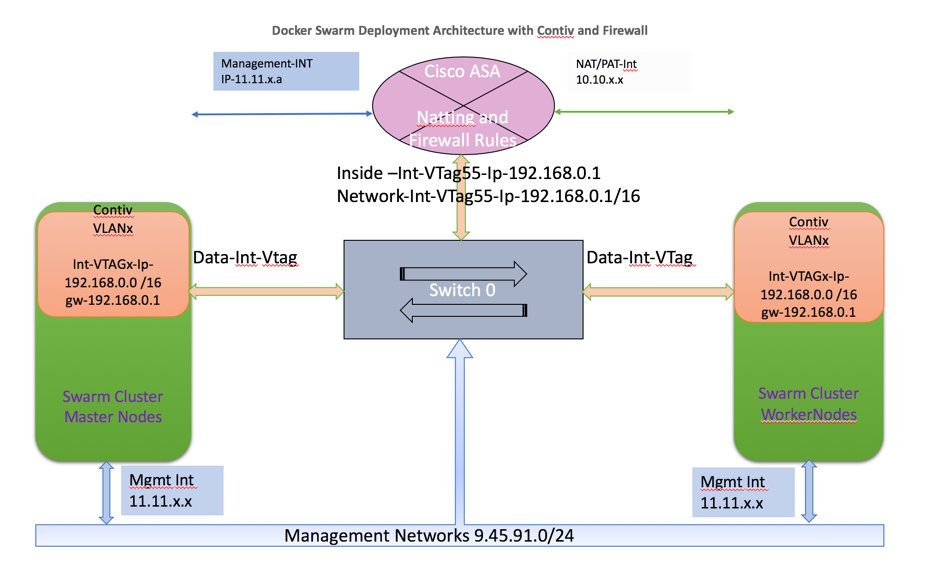 Docker Swarm Deployment Architecture with Contiv and Firewall
Management-INT
IP-11.11.x.a
Cisco ASA
Natting and
Firewall Rules
NAT/PAT-Int
10.10.x.x
Inside –Int-VTag55-Ip-192.168.0.1
Network-Int-VTag55-Ip-192.168.0.1/16
Contiv
VLANx
Int-VTAGx-Ip-
192.168.0.0 /16
gw-192.168.0.1
Swarm Cluster
Master Nodes
Data-Int-Vtag
Switch 0
Data-Int-VTag
Contiv
VLANx
Int-VTAGx-Ip-
192.168.0.0 /16
gw-192.168.0.1
Swarm Cluster
WorkerNodes
Mgmt Int
11.11.x.x
Mgmt Int
11.11.x.x
Management Networks 9.45.91.0/24